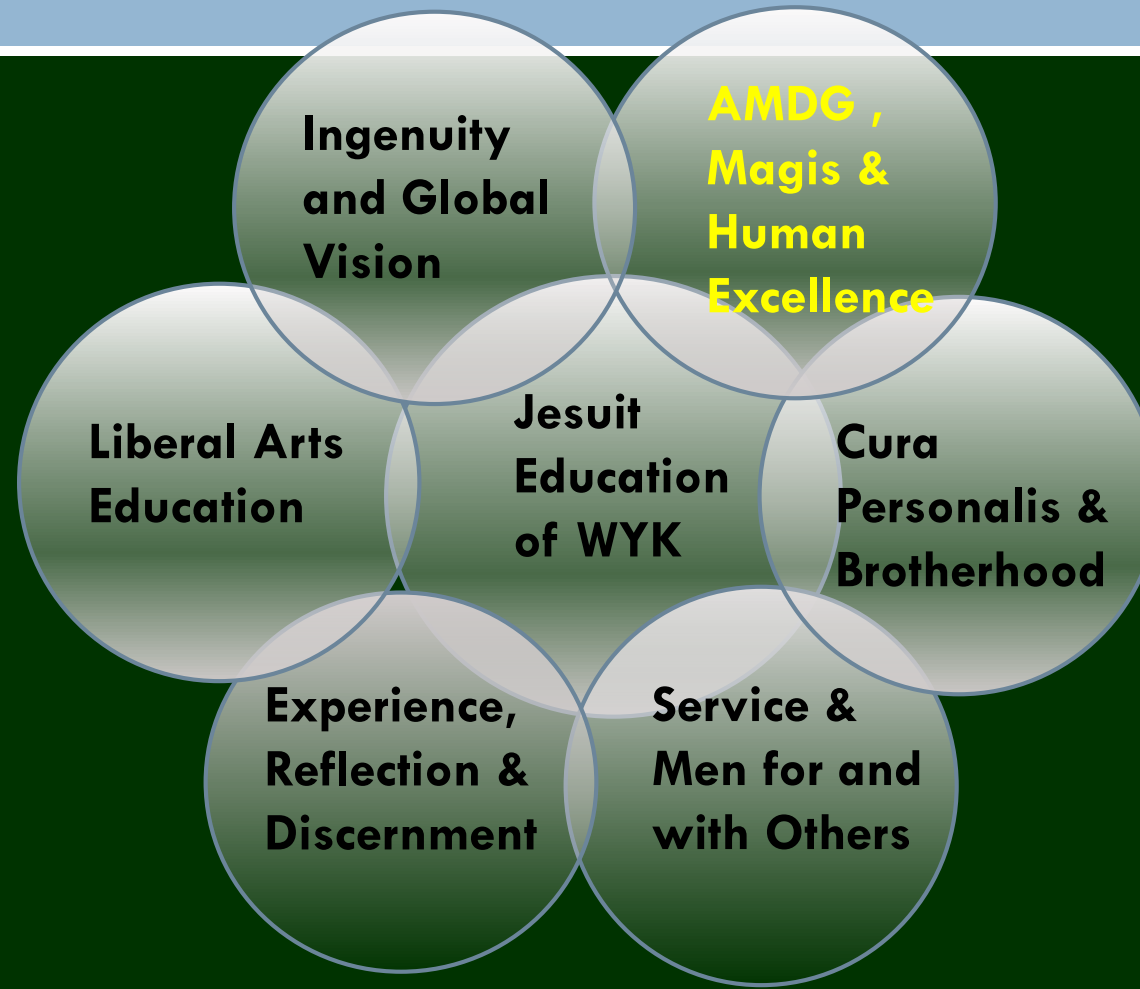 Ingenuity
and Global
Vision
AMDG ,
Magis &
Human
Excellence
Liberal Arts
Education
Jesuit
Education
of WYK
Cura
Personalis &
Brotherhood
Experience,
Reflection &
Discernment
Service &
Men for and
with Others